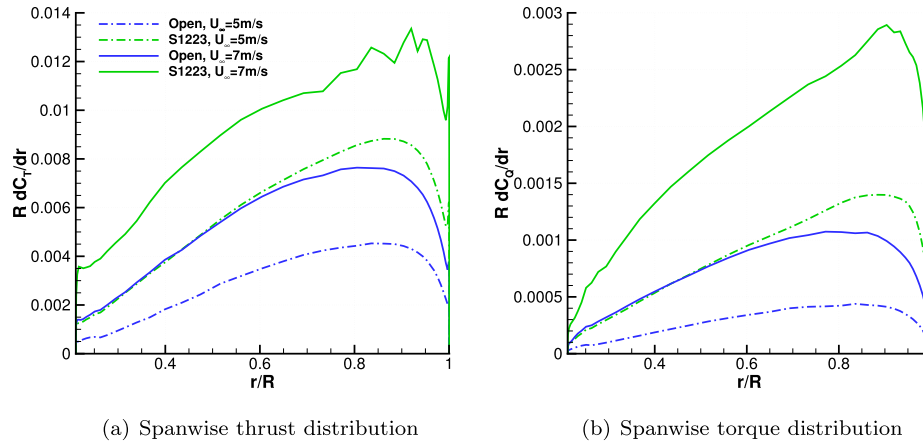 Open, U∞=5m/s
S1223, U∞=5m/s
Open, U∞=7m/s
S1223, U∞=7m/s
R dC_T/dr
0.014
0.012
0.01
0.008
0.006
0.004
0.002
0
0.4
0.6
0.8
1
r/R
(a) Spanwise thrust distribution
R dC_Q/dr
0.003
0.0025
0.002
0.0015
0.001
0.0005
0
0.4
0.6
0.8
r/R
(b) Spanwise torque distribution